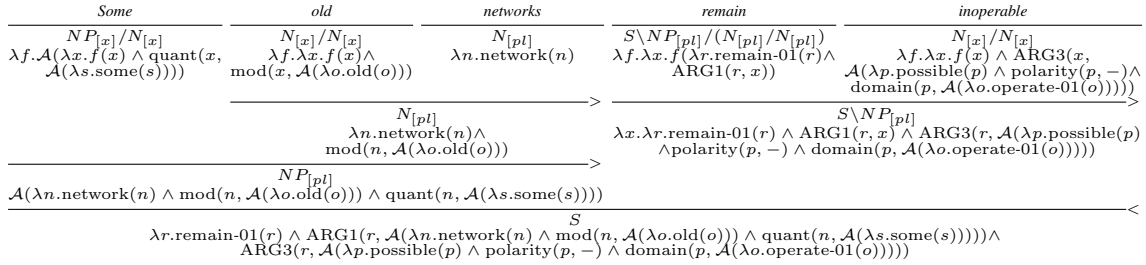 Some old networks remain inoperable
NP[x]/N[x] N[x]/N[x] N[pl] S\NP[pl]/(N[pl]/N[pl]) N[x]/N[x]
λf.𝒜(λx.f(x) ∧ quant(x, λf.λx.f(x)∧ λn.network(n) λf.λx.f(λr.remain-01(r)∧ λf.λx.f(x) ∧ ARG3(x,
𝒜(λs.some(s)))) mod(x, 𝒜(λo.old(o))) ARG1(r, x)) 𝒜(λp.possible(p) ∧ polarity(p, −)∧
domain(p, 𝒜(λo.operate-01(o)))))
> >
N[pl] S\NP[pl]
λn.network(n)∧ λx.λr.remain-01(r) ∧ ARG1(r, x) ∧ ARG3(r, 𝒜(λp.possible(p)
mod(n, 𝒜(λo.old(o))) ∧polarity(p, −) ∧ domain(p, 𝒜(λo.operate-01(o)))))
>
NP[pl]
𝒜(λn.network(n) ∧ mod(n, 𝒜(λo.old(o))) ∧ quant(n, 𝒜(λs.some(s))))
<
S
λr.remain-01(r) ∧ ARG1(r, 𝒜(λn.network(n) ∧ mod(n, 𝒜(λo.old(o))) ∧ quant(n, 𝒜(λs.some(s)))))∧
ARG3(r, 𝒜(λp.possible(p) ∧ polarity(p, −) ∧ domain(p, 𝒜(λo.operate-01(o)))))